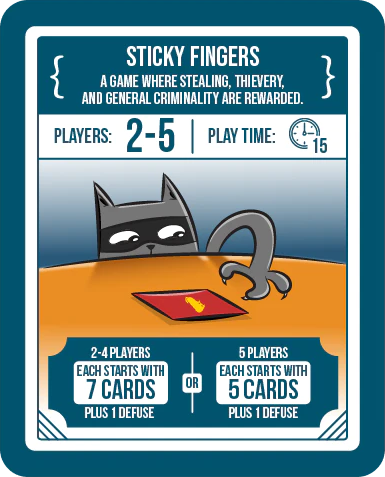 STICKY FINGERS
A GAME WHERE STEALING, THIEVERY,
AND GENERAL CRIMINALITY ARE REWARDED.
PLAYERS: 2-5 PLAY TIME: 15
2-4 PLAYERS
EACH STARTS WITH
7 CARDS
PLUS 1 DEFUSE
OR
5 PLAYERS
EACH STARTS WITH
5 CARDS
PLUS 1 DEFUSE